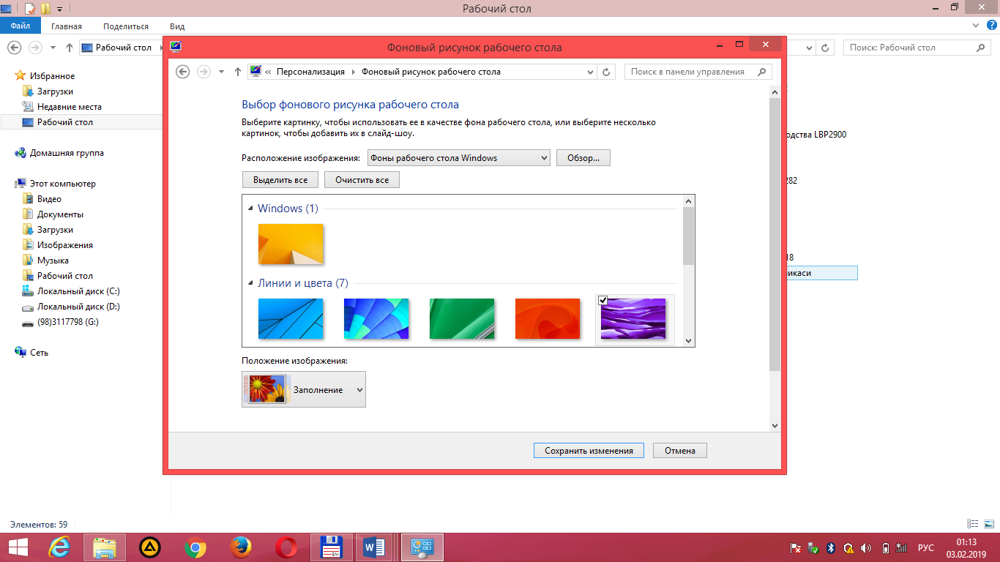 Рабочий стол
Файл
Главная
Поделиться
Вид
Рабочий стол
Поиск: Рабочий стол
Избранное
Загрузки
Недавние места
Рабочий стол
Домашняя группа
Этот компьютер
Видео
Документы
Загрузки
Изображения
Музыка
Рабочий стол
Локальный диск (C:)
Локальный диск (D:)
(98)3117798 (G:)
Сеть
Фоновый рисунок рабочего стола
« Персонализация
Фоновый рисунок рабочего стола
Поиск в панели управления
Выбор фонового рисунка рабочего стола
Выберите картинку, чтобы использовать ее в качестве фона рабочего стола, или выберите несколько
картинок, чтобы добавить их в слайд-шоу.
Расположение изображения:
Фоны рабочего стола Windows
Обзор...
Выделить все
Очистить все
Windows (1)
Линии и цвета (7)
Положение изображения:
Заполнение
Сохранить изменения
Отмена
одства LBP2900
282
18
икаси
Элементов: 59
64
РУС
01:13
03.02.2019